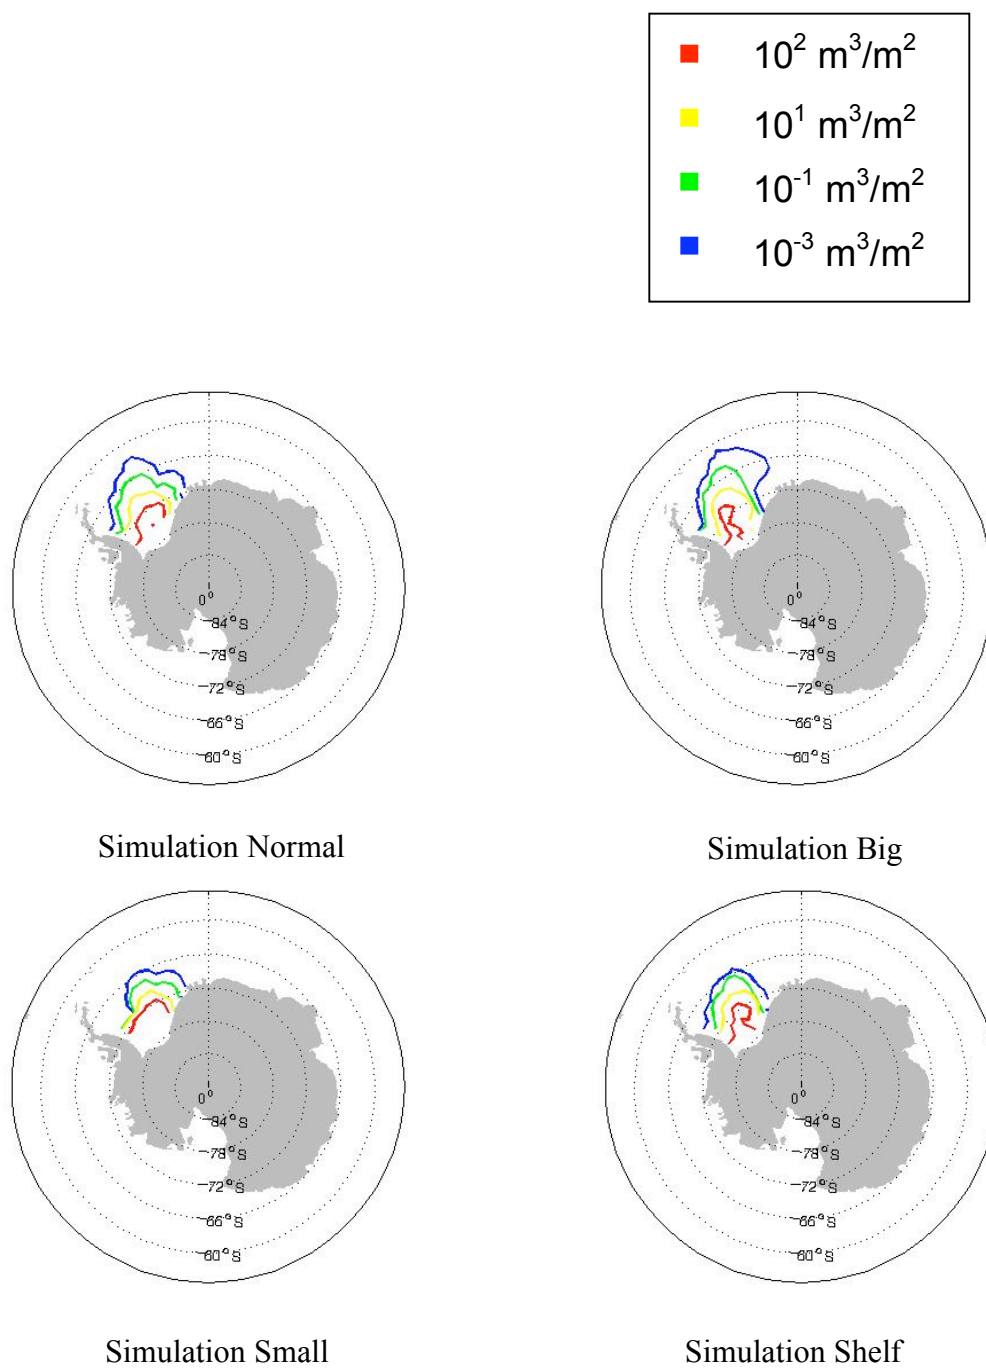 10² m³/m²
10¹ m³/m²
10⁻¹ m³/m²
10⁻³ m³/m²
0°
-84°S
-78°S
-72°S
-66°S
-60°S
0°
-84°S
-78°S
-72°S
-66°S
-60°S
Simulation Normal
Simulation Big
0°
-84°S
-78°S
-72°S
-66°S
-60°S
0°
-84°S
-78°S
-72°S
-66°S
-60°S
Simulation Small
Simulation Shelf